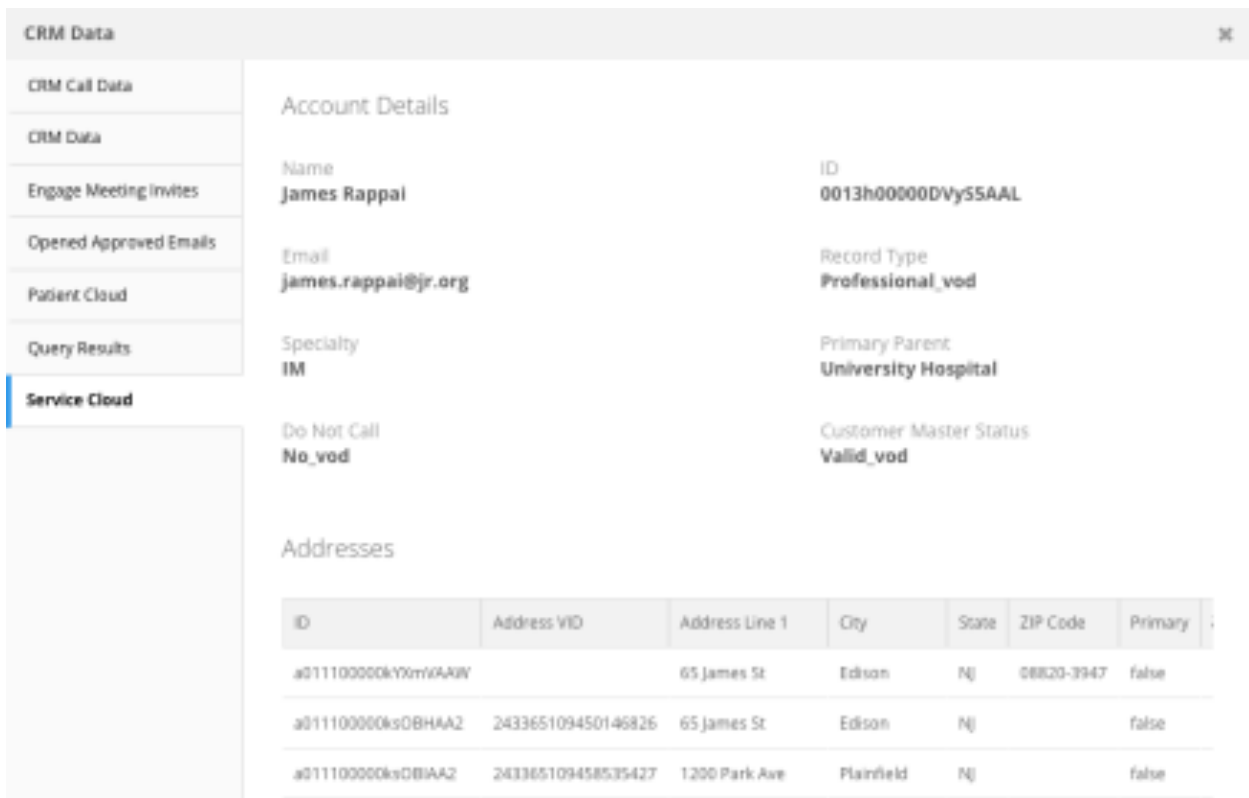 CRM Data
CRM Call Data
CRM Data
Engage Meeting Invites
Opened Approved Emails
Patient Cloud
Query Results
Service Cloud
Account Details
Name ID
James Rappai 0013h00000DVyS5AAL
Email Record Type
james.rappai@jr.org Professional_vod
Specialty Primary Parent
IM University Hospital
Do Not Call Customer Master Status
No_vod Valid_vod
Addresses
ID Address VID Address Line 1 City State ZIP Code Primary
a011100000kYXmVAAW 65 James St Edison NJ 08820-3947 false
a011100000ksOBHAA2 243365109450146826 65 James St Edison NJ false
a011100000ksOBIAA2 243365109458535427 1200 Park Ave Plainfield NJ false